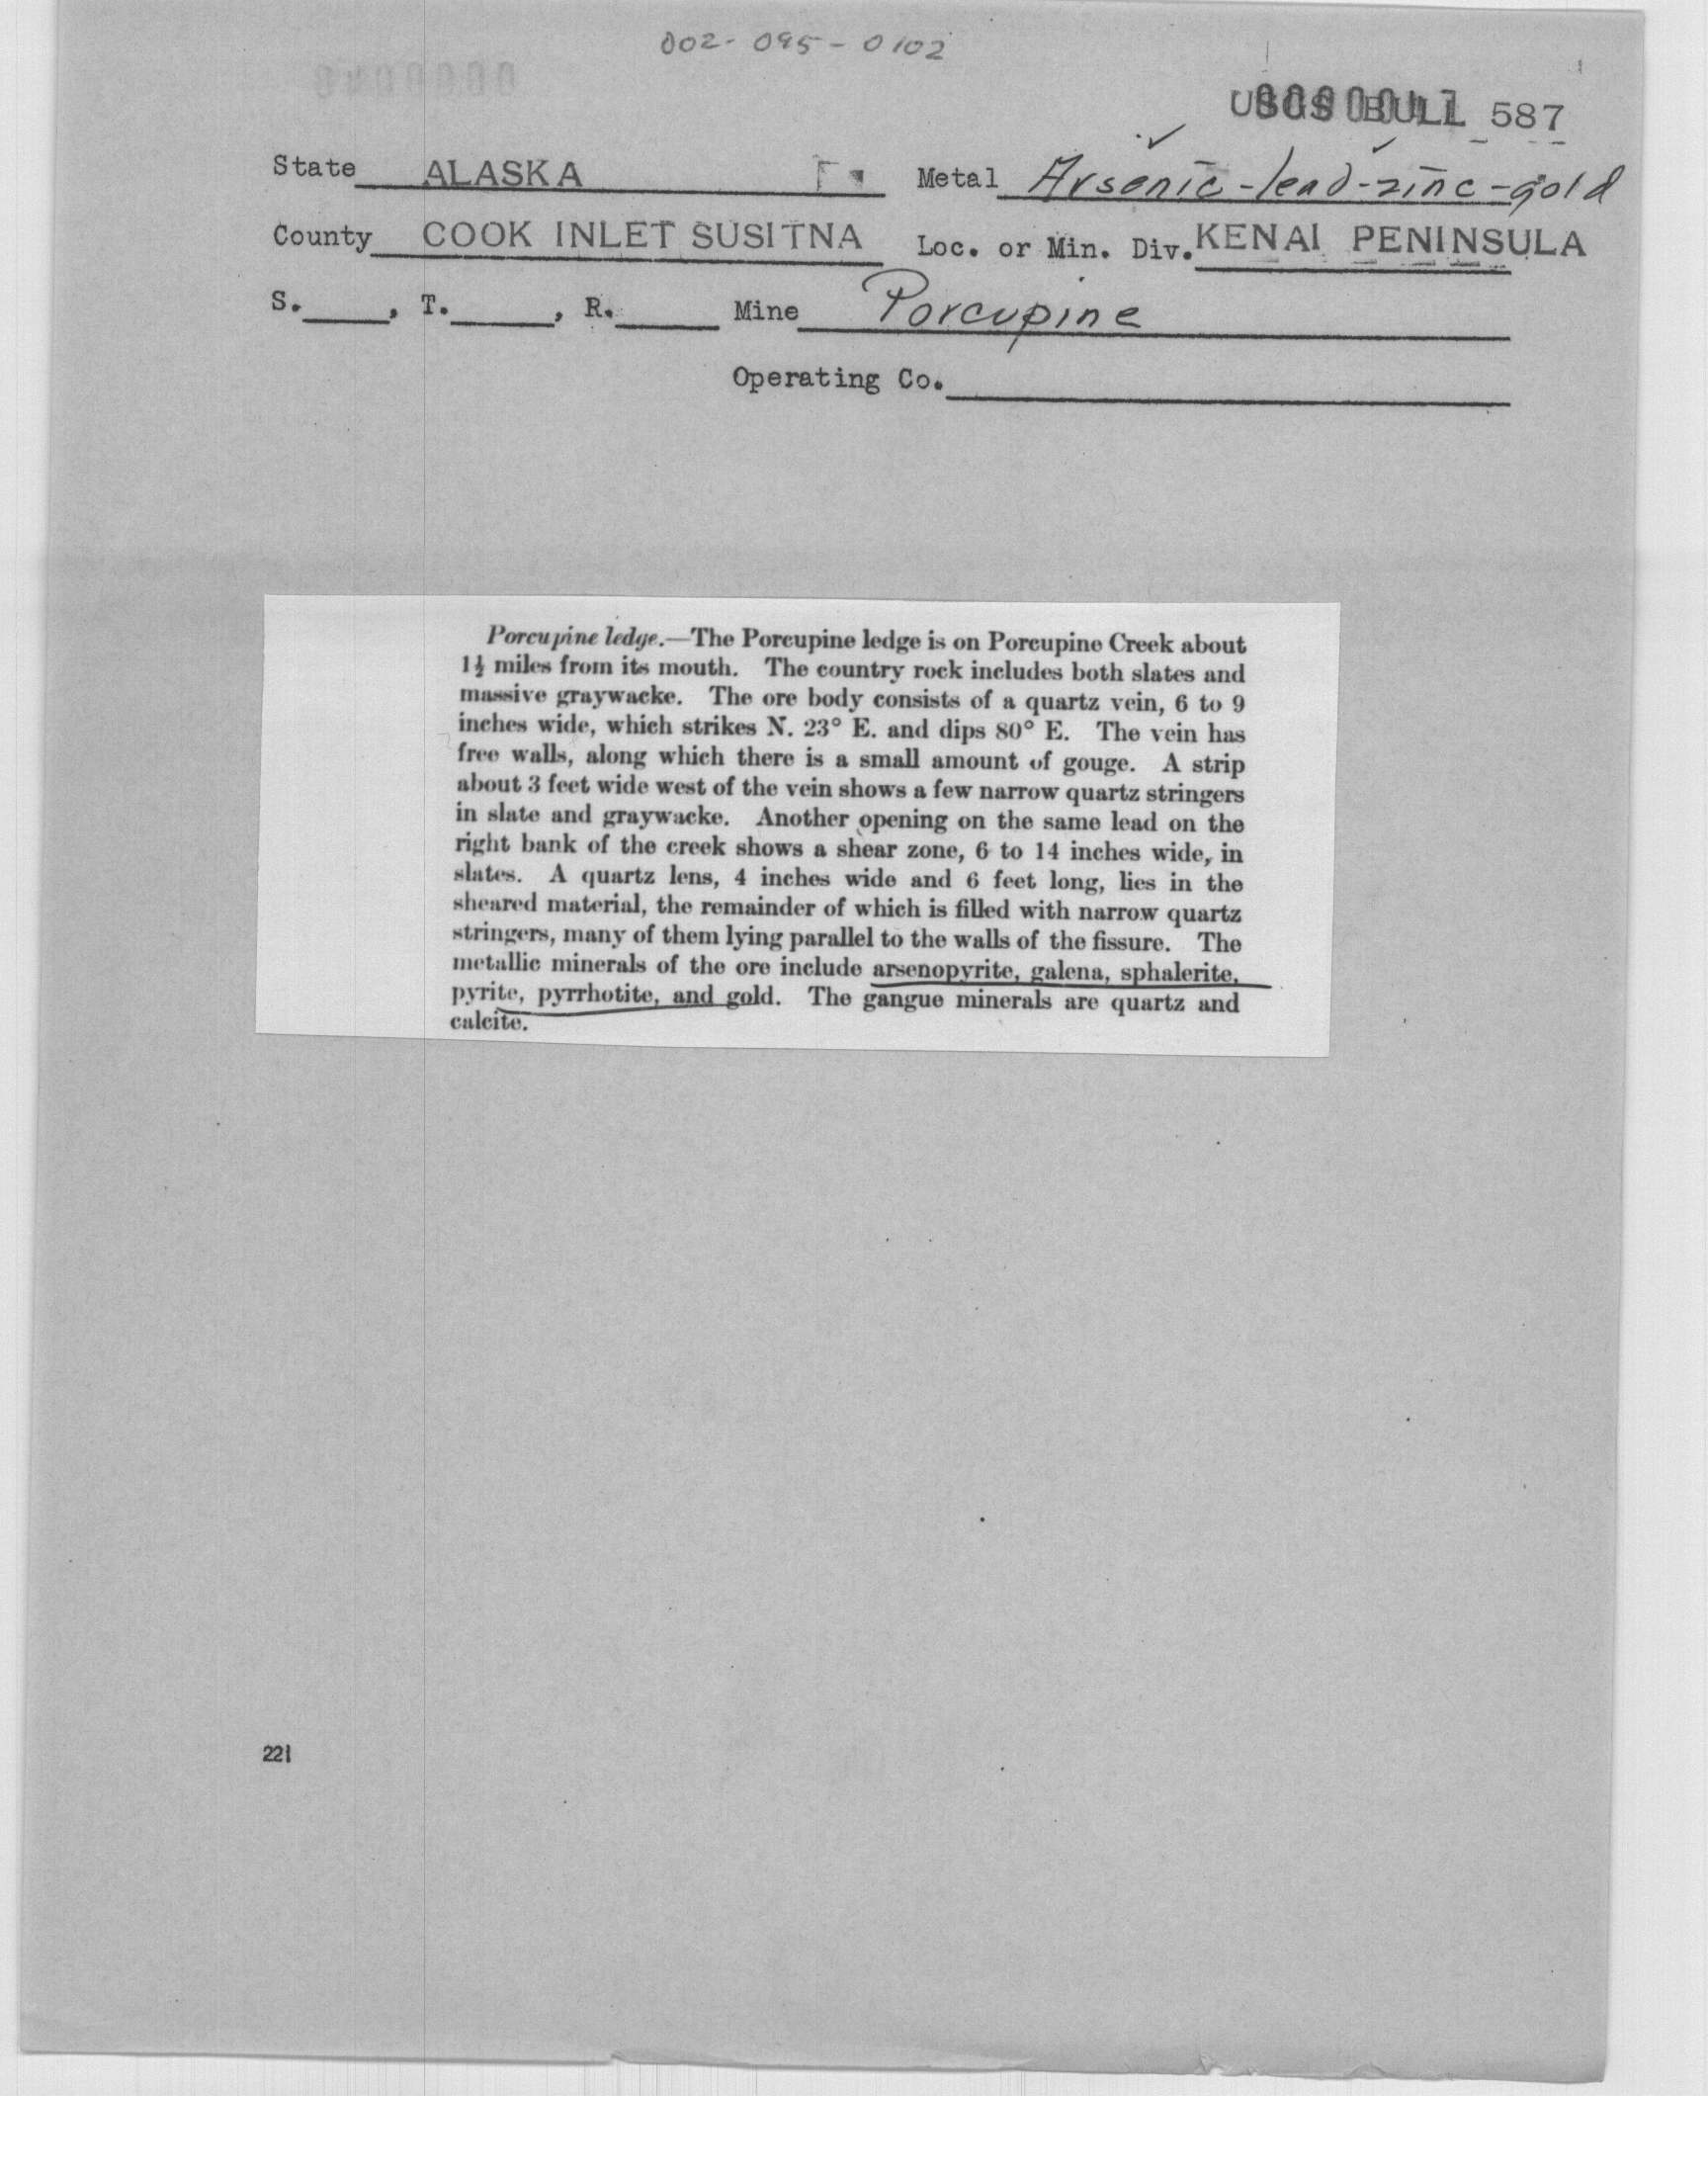 002-095-0102
USGS BULL 587
State ALASKA Metal Arsenic-lead-zinc-gold
County COOK INLET SUSITNA Loc. or Min. Div. KENAI PENINSULA
S. , T. , R. Mine Porcupine
Operating Co.
Porcupine ledge.—The Porcupine ledge is on Porcupine Creek about
1½ miles from its mouth. The country rock includes both slates and
massive graywacke. The ore body consists of a quartz vein, 6 to 9
inches wide, which strikes N. 23° E. and dips 80° E. The vein has
free walls, along which there is a small amount of gouge. A strip
about 3 feet wide west of the vein shows a few narrow quartz stringers
in slate and graywacke. Another opening on the same lead on the
right bank of the creek shows a shear zone, 6 to 14 inches wide, in
slates. A quartz lens, 4 inches wide and 6 feet long, lies in the
sheared material, the remainder of which is filled with narrow quartz
stringers, many of them lying parallel to the walls of the fissure. The
metallic minerals of the ore include arsenopyrite, galena, sphalerite,
pyrite, pyrrhotite, and gold. The gangue minerals are quartz and
calcite.
221